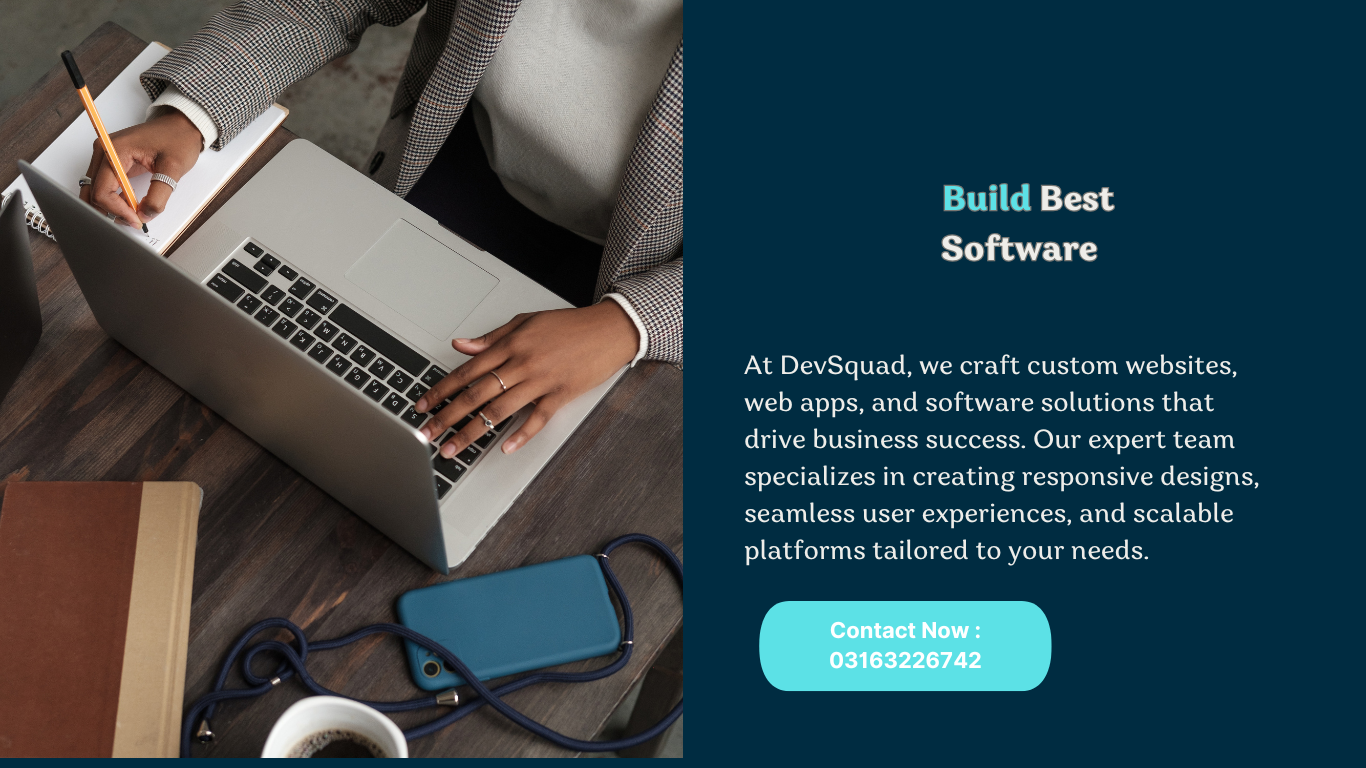 Build Best
Software
At DevSquad, we craft custom websites,
web apps, and software solutions that
drive business success. Our expert team
specializes in creating responsive designs,
seamless user experiences, and scalable
platforms tailored to your needs.
Contact Now :
03163226742